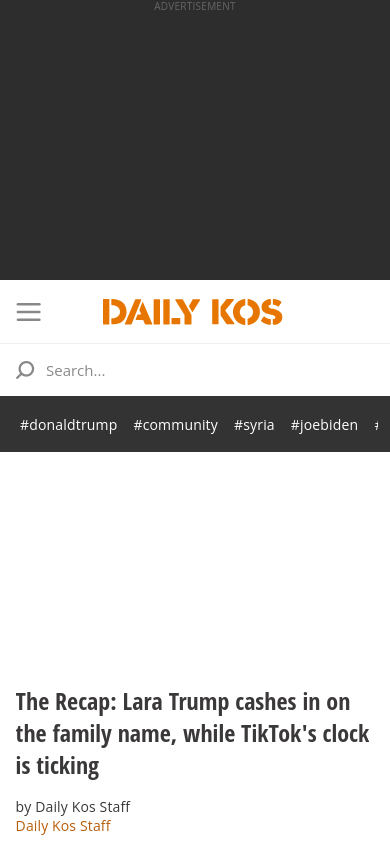 ADVERTISEMENT
DAILY KOS
Search...
#donaldtrump #community #syria #joebiden
The Recap: Lara Trump cashes in on
the family name, while TikTok's clock
is ticking
by Daily Kos Staff
Daily Kos Staff